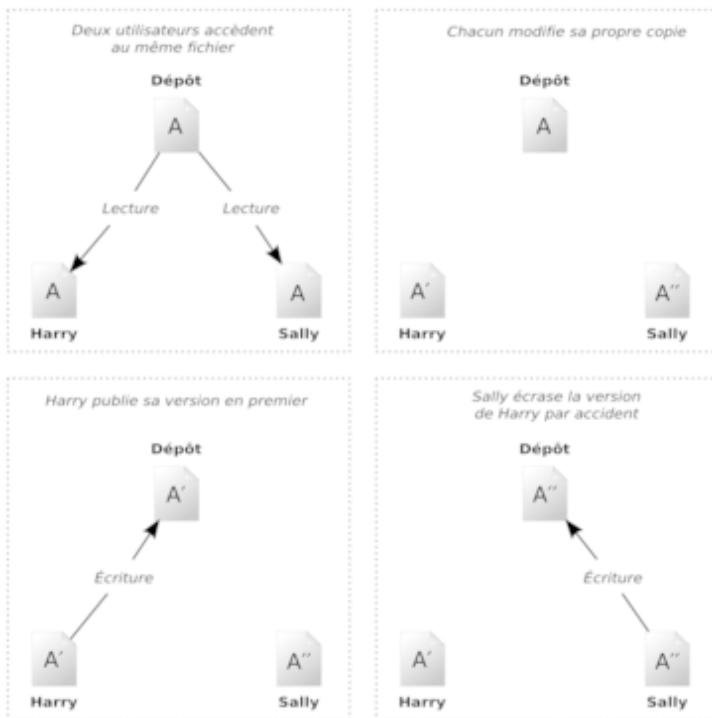 Deux utilisateurs accèdent
au même fichier
Dépôt
A
Lecture Lecture
A A
Harry Sally
Chacun modifie sa propre copie
Dépôt
A
A′ A′′
Harry Sally
Harry publie sa version en premier
Dépôt
A′
Écriture
A′ A′′
Harry Sally
Sally écrase la version
de Harry par accident
Dépôt
A′′
Écriture
A′ A′′
Harry Sally